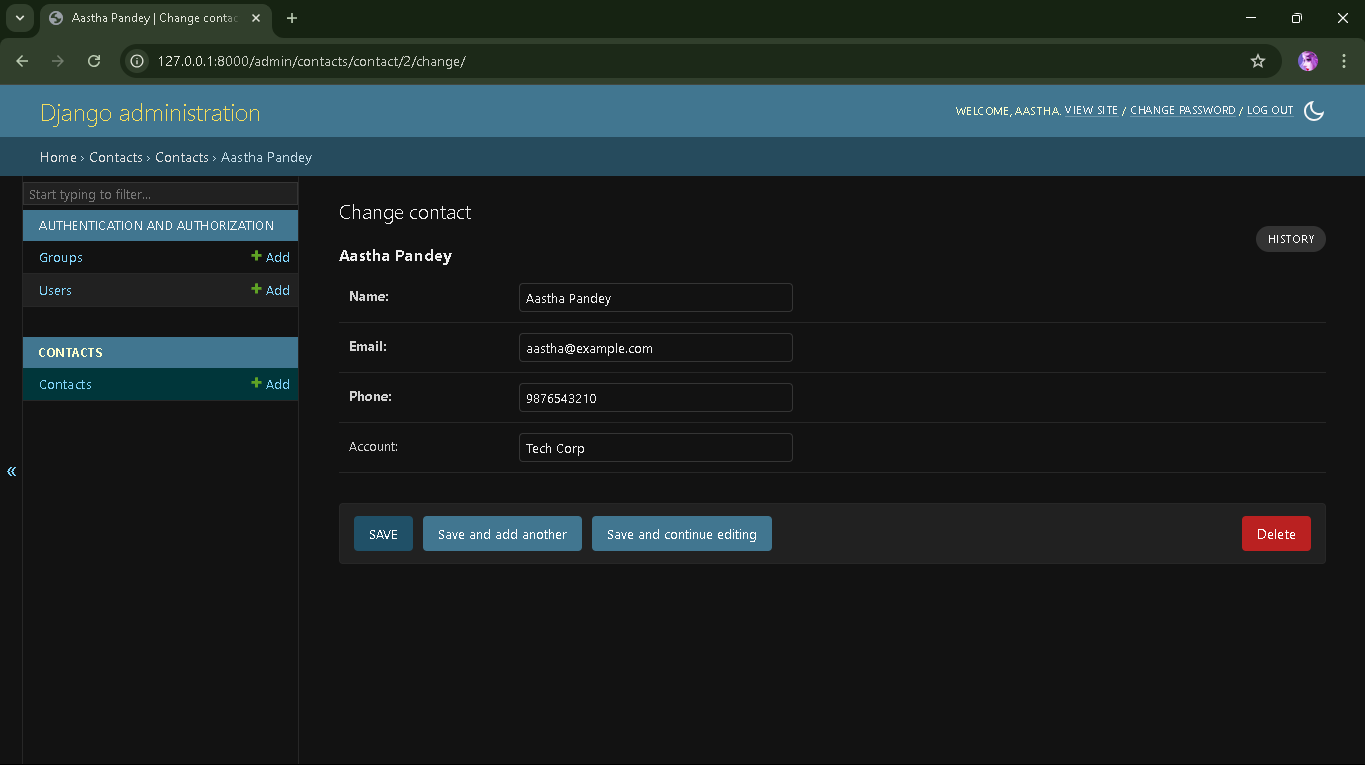 Aastha Pandey | Change contac
127.0.0.1:8000/admin/contacts/contact/2/change/
Django administration
WELCOME, AASTHA. VIEW SITE / CHANGE PASSWORD / LOG OUT
Home › Contacts › Contacts › Aastha Pandey
Start typing to filter...
AUTHENTICATION AND AUTHORIZATION
Groups + Add
Users + Add
CONTACTS
Contacts + Add
«
Change contact
HISTORY
Aastha Pandey
Name: Aastha Pandey
Email: aastha@example.com
Phone: 9876543210
Account: Tech Corp
SAVE Save and add another Save and continue editing Delete